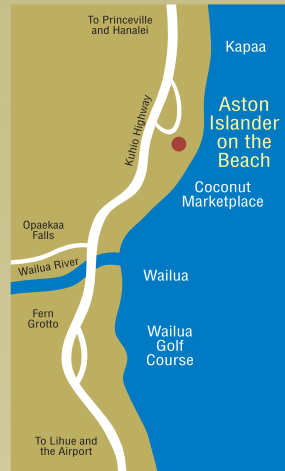 To Princeville
and Hanalei
Kapaa
Kuhio Highway
Aston
Islander
on the
Beach
Coconut
Marketplace
Opaekaa
Falls
Wailua River
Wailua
Fern
Grotto
Wailua
Golf
Course
To Lihue and
the Airport